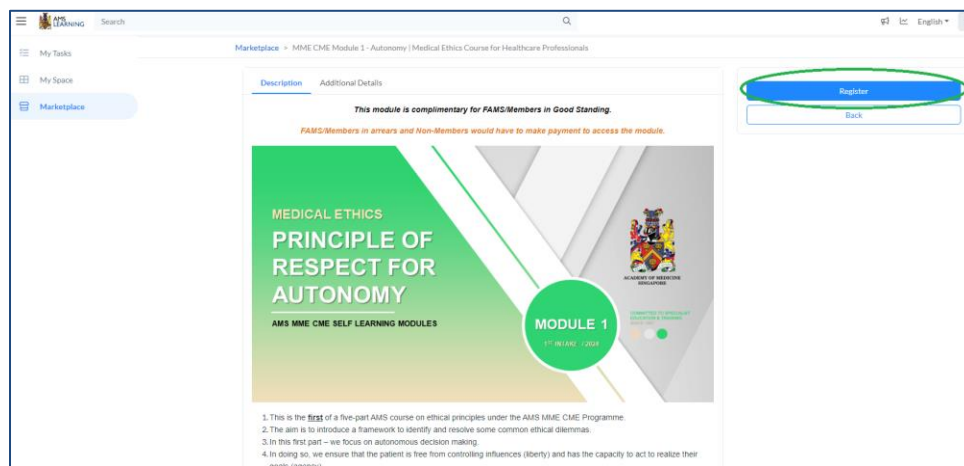 AMS LEARNING
Search
English
My Tasks
My Space
Marketplace
Marketplace
MME CME Module 1 - Autonomy | Medical Ethics Course for Healthcare Professionals
Description
Additional Details
This module is complimentary for FAMS/Members in Good Standing.
FAMS/Members in arrears and Non-Members would have to make payment to access the module.
MEDICAL ETHICS
PRINCIPLE OF
RESPECT FOR
AUTONOMY
AMS MME CME SELF LEARNING MODULES
MODULE 1
1ST INTAKE / 2024
ACADEMY OF MEDICINE
SINGAPORE
COMMITTED TO SPECIALIST
EDUCATION & TRAINING
1. This is the first of a five-part AMS course on ethical principles under the AMS MME CME Programme.
2. The aim is to introduce a framework to identify and resolve some common ethical dilemmas.
3. In this first part – we focus on autonomous decision making.
4. In doing so, we ensure that the patient is free from controlling influences (liberty) and has the capacity to act to realize their
goals (agency)
Register
Back